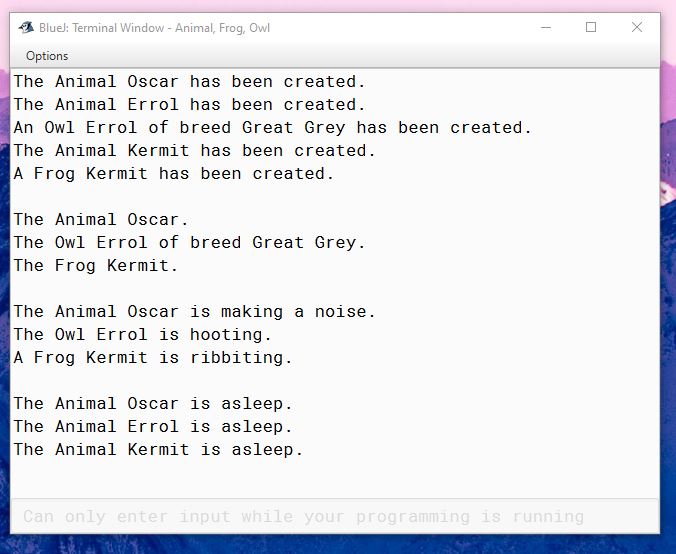 BlueJ: Terminal Window - Animal, Frog, Owl
Options
The Animal Oscar has been created.
The Animal Errol has been created.
An Owl Errol of breed Great Grey has been created.
The Animal Kermit has been created.
A Frog Kermit has been created.
The Animal Oscar.
The Owl Errol of breed Great Grey.
The Frog Kermit.
The Animal Oscar is making a noise.
The Owl Errol is hooting.
A Frog Kermit is ribbiting.
The Animal Oscar is asleep.
The Animal Errol is asleep.
The Animal Kermit is asleep.
Can only enter input while your programming is running